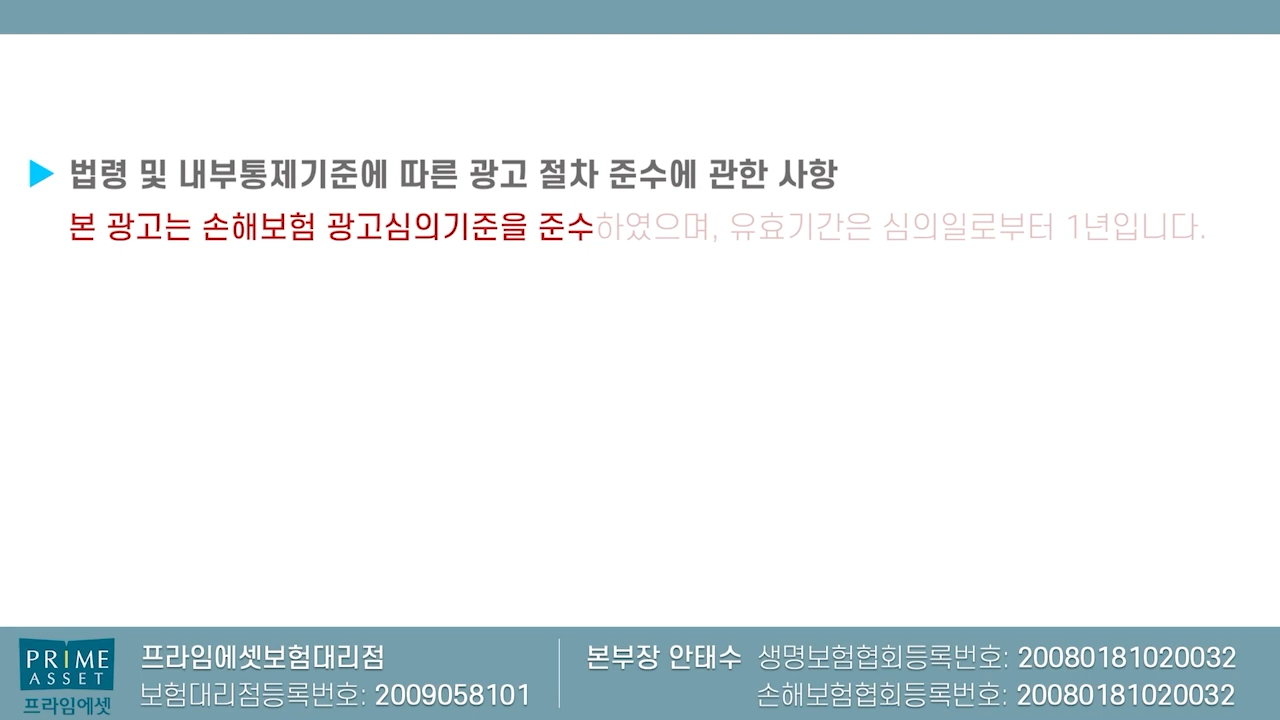 ▶ 법령 및 내부통제기준에 따른 광고 절차 준수에 관한 사항
본 광고는 손해보험 광고심의기준을 준수하였으며, 유효기간은 심의일로부터 1년입니다.
PRIME
ASSET
프라임에셋
프라임에셋보험대리점
보험대리점등록번호: 2009058101
본부장 안태수 생명보험협회등록번호: 20080181020032
손해보험협회등록번호: 20080181020032